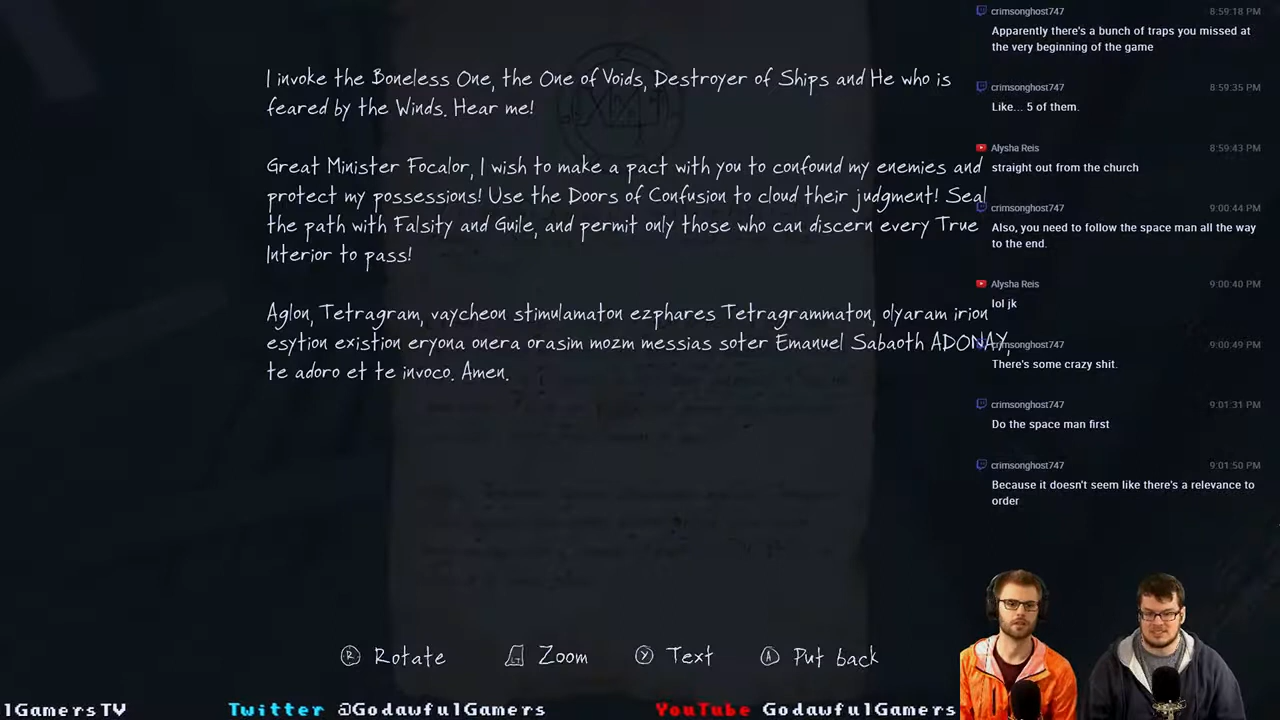 I invoke the Boneless One, the One of Voids, Destroyer of Ships and He who is
feared by the Winds. Hear me!
Great Minister Focalor, I wish to make a pact with you to confound my enemies and
protect my possessions! Use the Doors of Confusion to cloud their judgment! Seal
the path with Falsity and Guile, and permit only those who can discern every True
Interior to pass!
Aglon, Tetragram, vaycheon stimulamaton ezphares Tetragrammaton, olyaram irion
esytion existion eryona onera orasim mozm messias soter Emanuel Sabaoth ADONAY,
te adoro et te invoco. Amen.
R Rotate LT Zoom Y Text A Put back
crimsonghost747 8:59:18 PM
Apparently there's a bunch of traps you missed at
the very beginning of the game
crimsonghost747 8:59:35 PM
Like... 5 of them.
Alysha Reis 8:59:43 PM
straight out from the church
crimsonghost747 9:00:44 PM
Also, you need to follow the space man all the way
to the end.
Alysha Reis 9:00:40 PM
lol jk
crimsonghost747 9:00:49 PM
There's some crazy shit.
crimsonghost747 9:01:31 PM
Do the space man first
crimsonghost747 9:01:50 PM
Because it doesn't seem like there's a relevance to
order
lGamersTV Twitter @GodawfulGamers YouTube GodawfulGamers